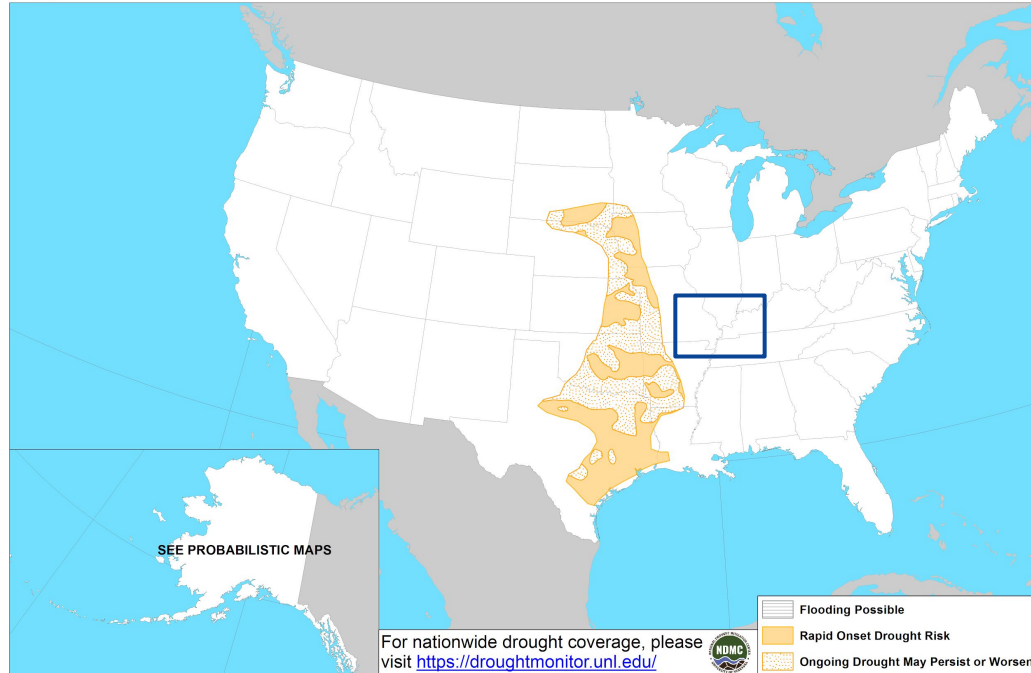 SEE PROBABILISTIC MAPS
For nationwide drought coverage, please
visit https://droughtmonitor.unl.edu/
NDMC
Flooding Possible
Rapid Onset Drought Risk
Ongoing Drought May Persist or Worsen